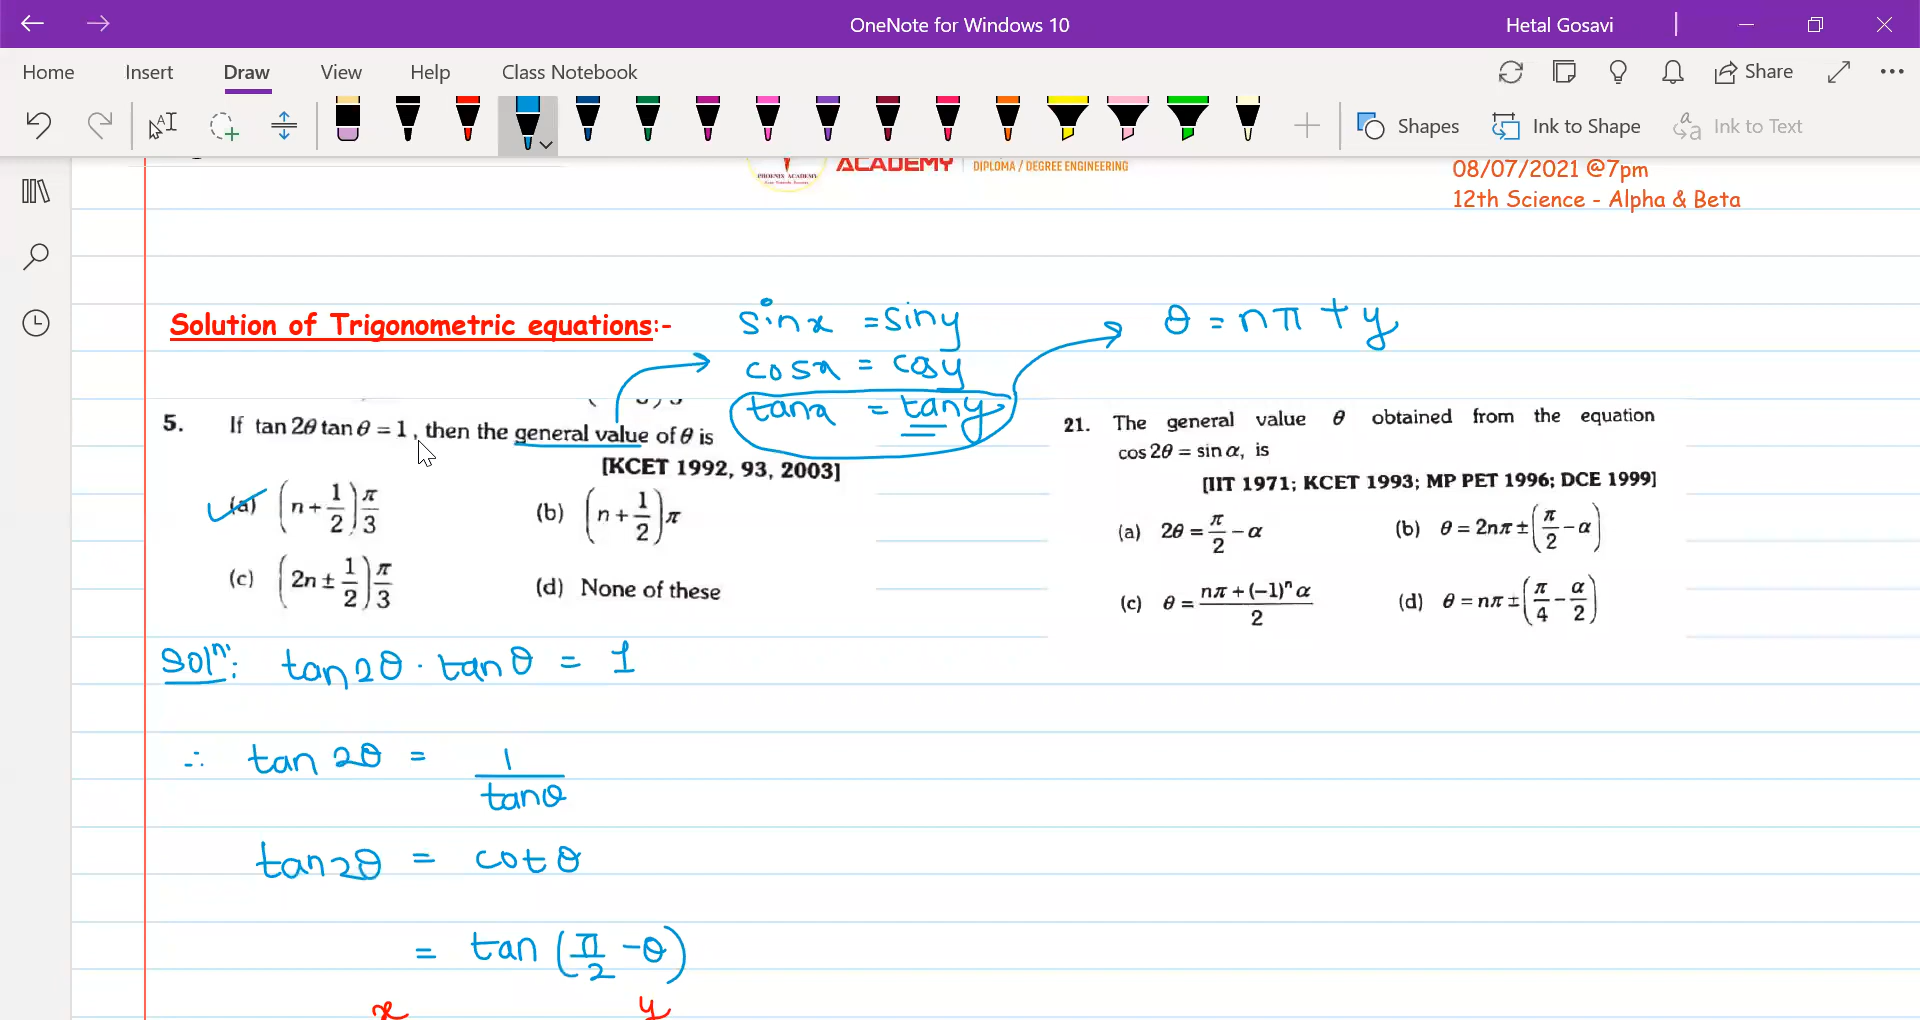 OneNote for Windows 10
Hetal Gosavi
Home Insert Draw View Help Class Notebook
Share
Shapes Ink to Shape Ink to Text
PHOENIX ACADEMY
ACADEMY
DIPLOMA / DEGREE ENGINEERING
08/07/2021 @7pm
12th Science - Alpha & Beta
Solution of Trigonometric equations:-
sinx = siny
cosx = cosy
tanx = tany
θ = nπ + y
5. If tan 2θ tan θ = 1, then the general value of θ is
[KCET 1992, 93, 2003]
(a) (n + 1/2) π/3 (b) (n + 1/2) π
(c) (2n ± 1/2) π/3 (d) None of these
21. The general value θ obtained from the equation
cos 2θ = sin α, is
[IIT 1971; KCET 1993; MP PET 1996; DCE 1999]
(a) 2θ = π/2 − α (b) θ = 2nπ ± (π/2 − α)
(c) θ = nπ + (−1)ⁿ α / 2 (d) θ = nπ ± (π/4 − α/2)
Solⁿ: tan2θ · tanθ = 1
∴ tan 2θ = 1/tanθ
tan2θ = cotθ
= tan (π/2 − θ)
x y